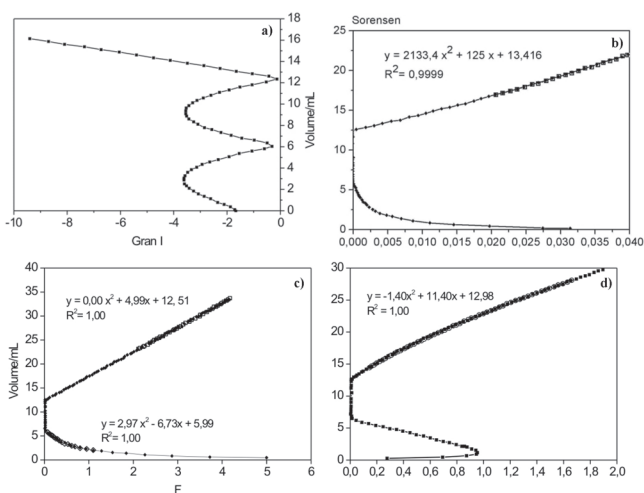 a)
18
16
14
12
10
8
6
4
2
0
Volume/mL
-10 -8 -6 -4 -2 0
Gran I
Sorensen
b)
y = 2133,4 x² + 125 x + 13,416
R² = 0,9999
25
20
15
10
5
0
0,000 0,005 0,010 0,015 0,020 0,025 0,030 0,035 0,040
c)
40
35
30
25
20
15
10
5
0
Volume/mL
y = 0,00 x² + 4,99x + 12, 51
R²= 1,00
y = 2,97 x² - 6,73x + 5,99
R²= 1,00
0 1 2 3 4 5 6
F
d)
30
25
20
15
10
5
0
y = -1,40x² + 11,40x + 12,98
R² = 1,00
0,0 0,2 0,4 0,6 0,8 1,0 1,2 1,4 1,6 1,8 2,0